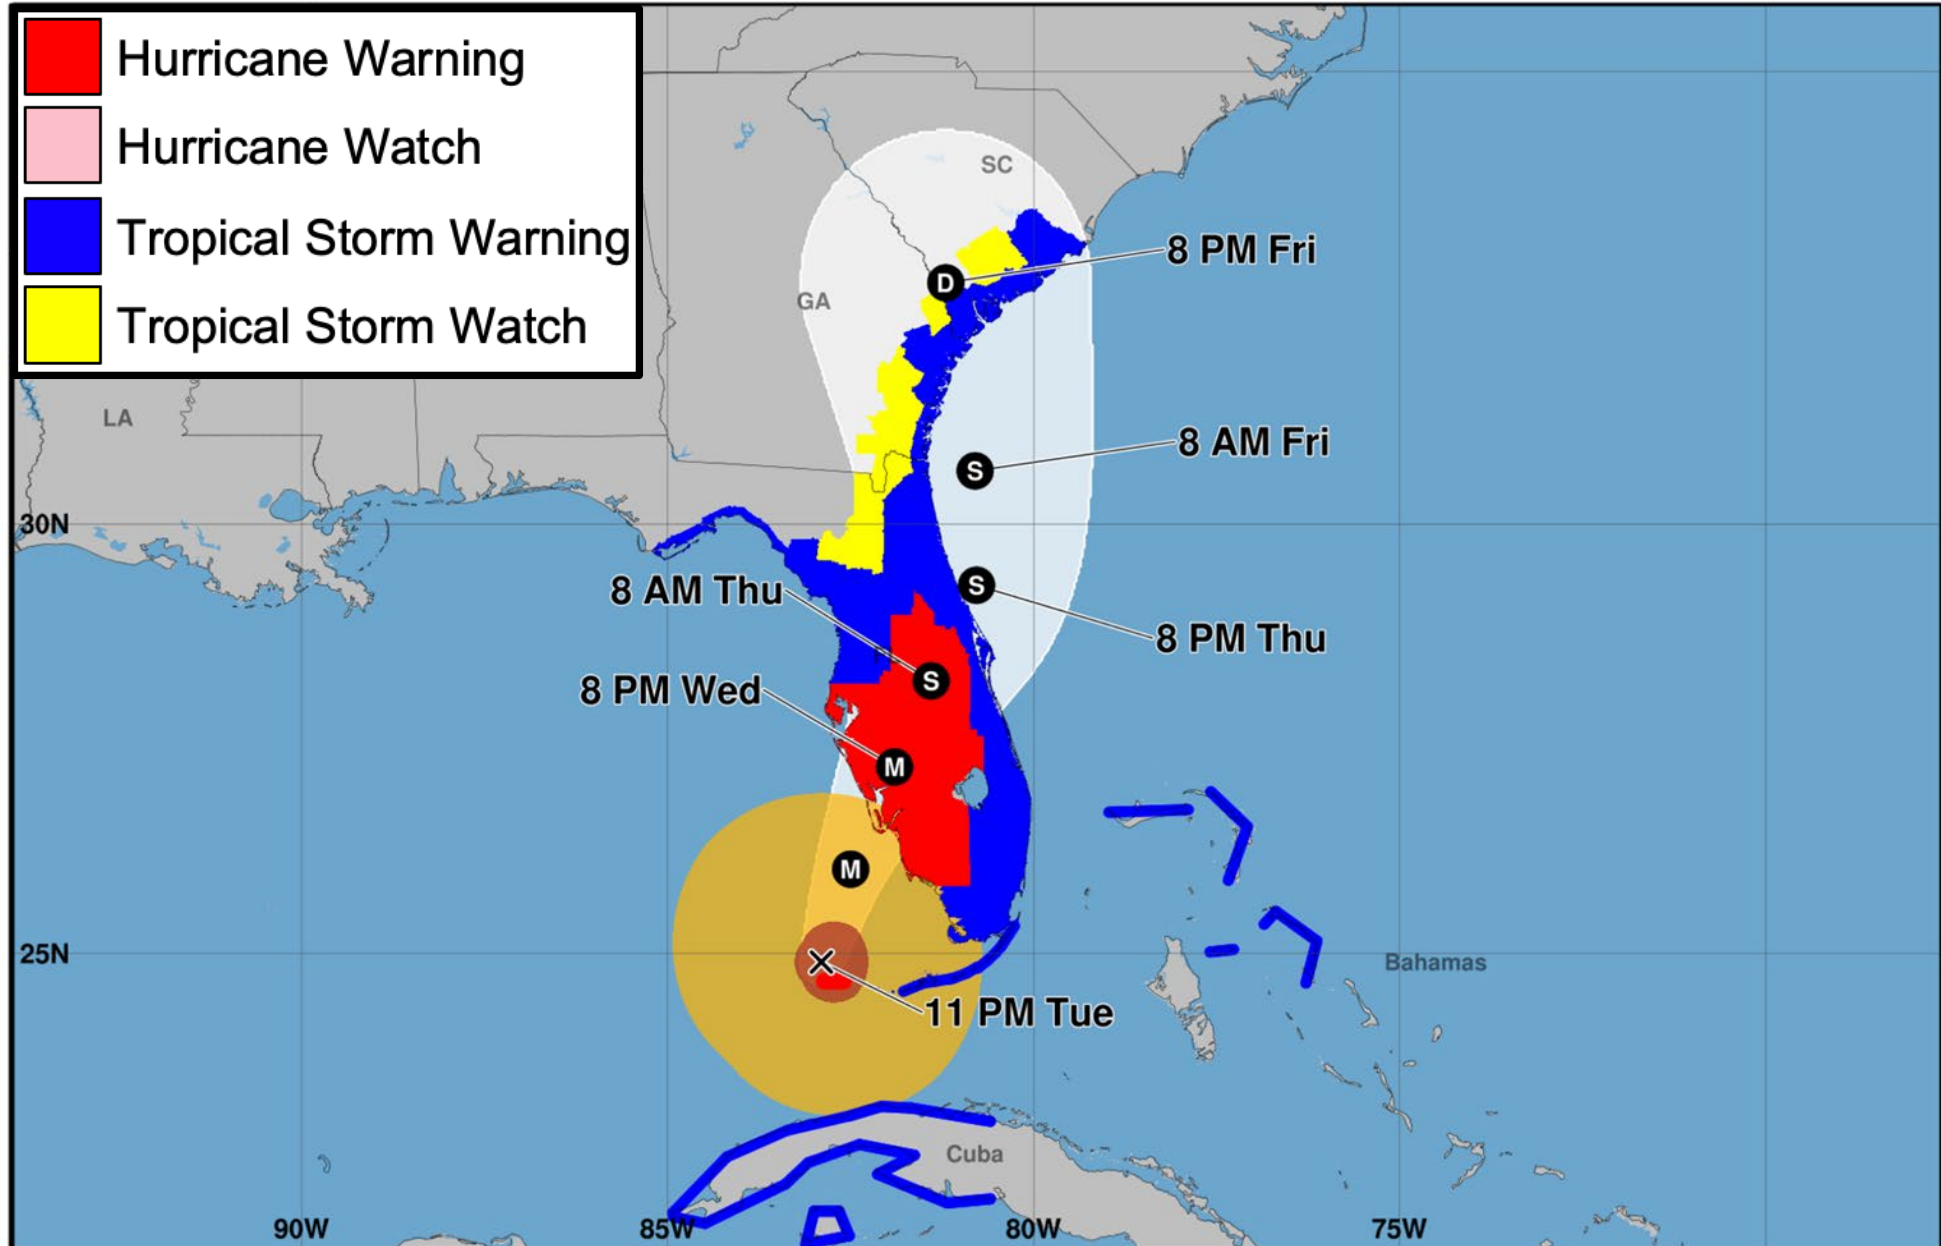 Hurricane Warning
Hurricane Watch
Tropical Storm Warning
Tropical Storm Watch
SC
8 PM Fri
D
GA
LA
8 AM Fri
S
30N
8 AM Thu
S
8 PM Thu
8 PM Wed
S
M
M
25N
Bahamas
11 PM Tue
Cuba
90W
85W
80W
75W